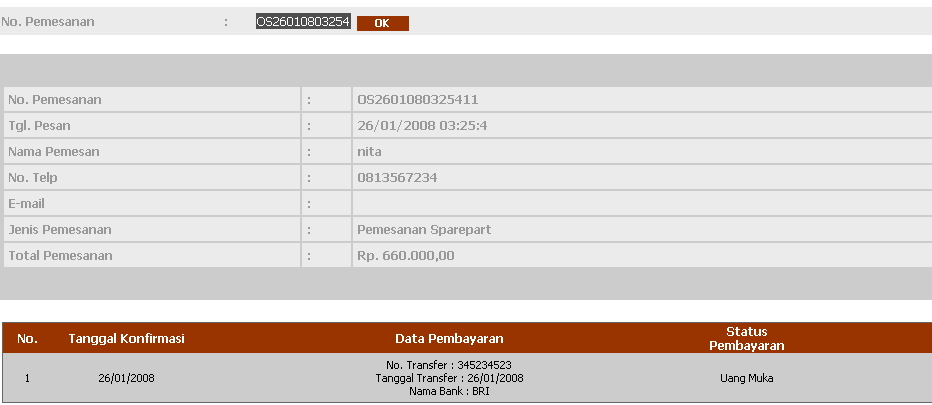 No. Pemesanan : OS26010803254 OK
No. Pemesanan : OS2601080325411
Tgl. Pesan : 26/01/2008 03:25:4
Nama Pemesan : nita
No. Telp : 0813567234
E-mail :
Jenis Pemesanan : Pemesanan Sparepart
Total Pemesanan : Rp. 660.000,00
No. Tanggal Konfirmasi Data Pembayaran Status Pembayaran
1 26/01/2008 No. Transfer : 345234523
Tanggal Transfer : 26/01/2008
Nama Bank : BRI
Uang Muka